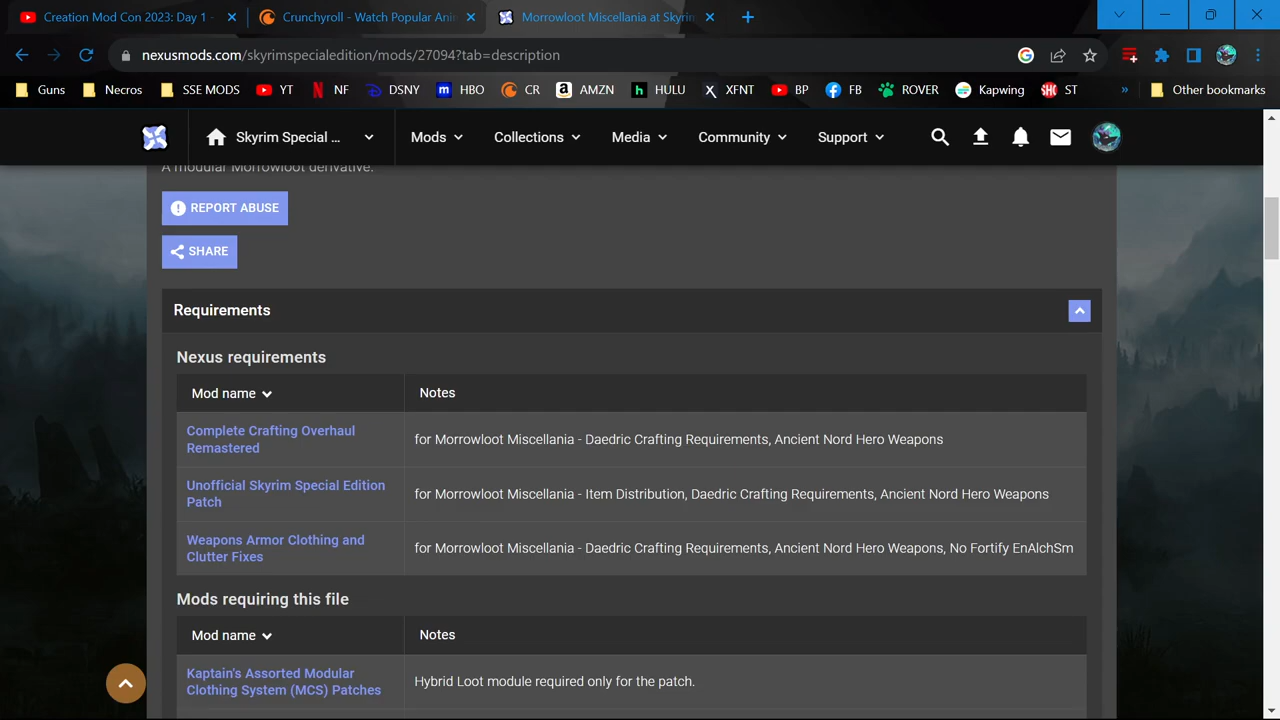 Creation Mod Con 2023: Day 1 -
Crunchyroll - Watch Popular Ani
Morrowloot Miscellania at Skyrim
nexusmods.com/skyrimspecialedition/mods/27094?tab=description
Guns
Necros
SSE MODS
YT
NF
DSNY
HBO
CR
AMZN
HULU
XFNT
BP
FB
ROVER
Kapwing
ST
»
Other bookmarks
Skyrim Special ...
Mods
Collections
Media
Community
Support
A modular Morrowloot derivative.
REPORT ABUSE
SHARE
Requirements
Nexus requirements
Mod name
Notes
Complete Crafting Overhaul
Remastered
for Morrowloot Miscellania - Daedric Crafting Requirements, Ancient Nord Hero Weapons
Unofficial Skyrim Special Edition
Patch
for Morrowloot Miscellania - Item Distribution, Daedric Crafting Requirements, Ancient Nord Hero Weapons
Weapons Armor Clothing and
Clutter Fixes
for Morrowloot Miscellania - Daedric Crafting Requirements, Ancient Nord Hero Weapons, No Fortify EnAlchSm
Mods requiring this file
Mod name
Notes
Kaptain's Assorted Modular
Clothing System (MCS) Patches
Hybrid Loot module required only for the patch.